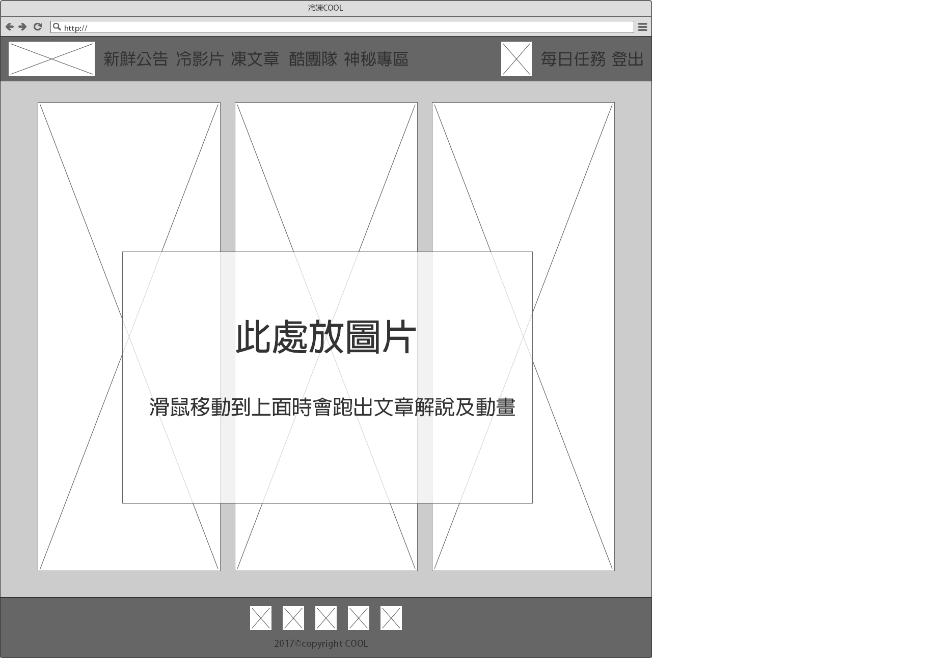 冷凍COOL
http://
新鮮公告 冷影片 凍文章 酷團隊 神秘專區 每日任務 登出
此處放圖片
滑鼠移動到上面時會跑出文章解說及動畫
2017©copyright COOL